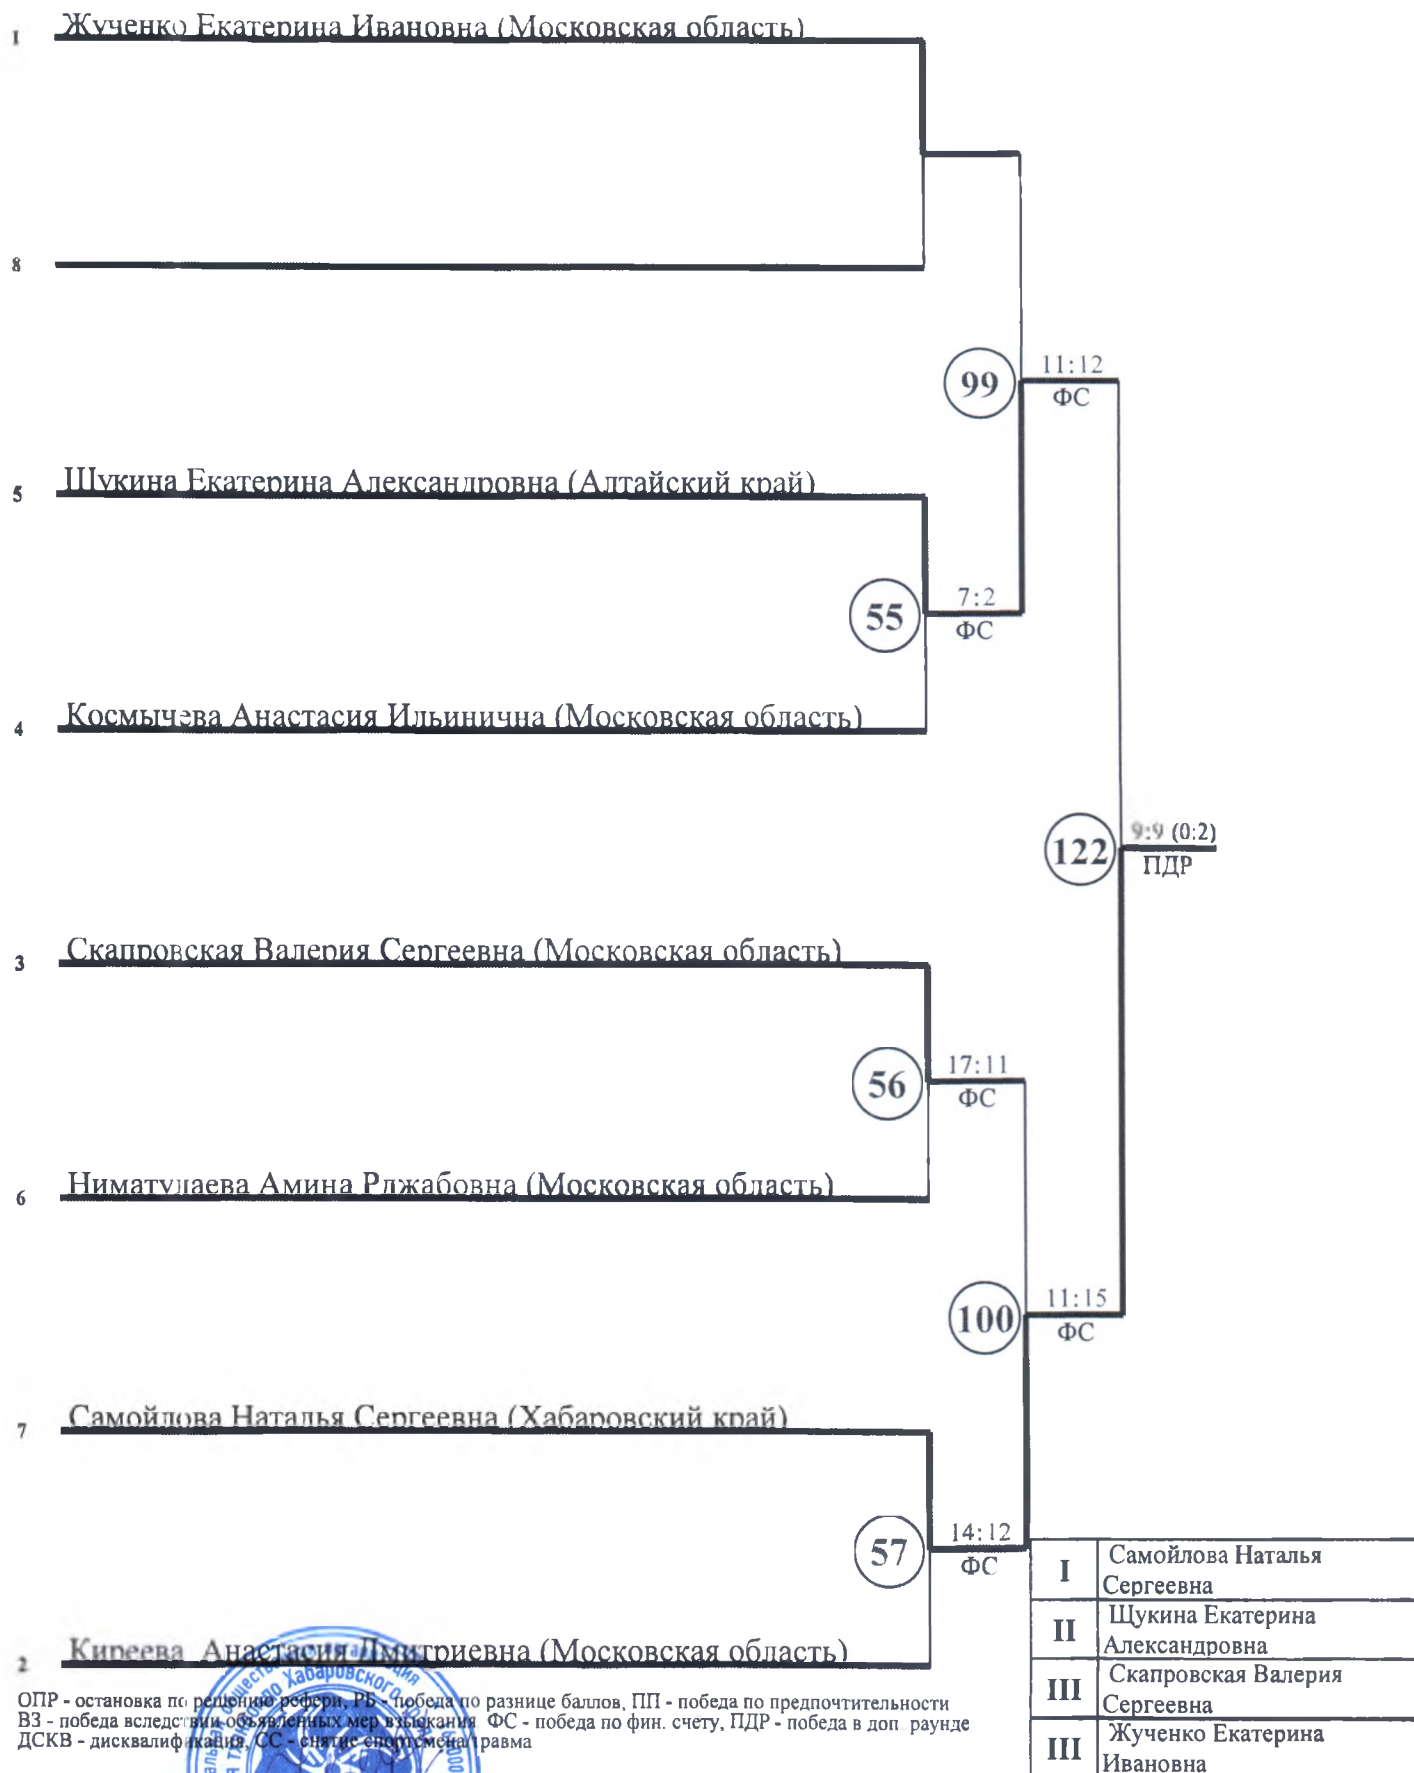 1 Жученко Екатерина Ивановна (Московская область)
8
99 11:12
ФС
5 Щукина Екатерина Александровна (Алтайский край)
55 7:2
ФС
4 Космычева Анастасия Ильинична (Московская область)
122 9:9 (0:2)
ПДР
3 Скапровская Валерия Сергеевна (Московская область)
56 17:11
ФС
6 Ниматулаева Амина Рджабовна (Московская область)
100 11:15
ФС
7 Самойлова Наталья Сергеевна (Хабаровский край)
57 14:12
ФС
2 Киреева Анастасия Дмитриевна (Московская область)
I Самойлова Наталья
Сергеевна
II Щукина Екатерина
Александровна
III Скапровская Валерия
Сергеевна
III Жученко Екатерина
Ивановна
ОПР - остановка по решению рефери, РБ - победа по разнице баллов, ПП - победа по предпочтительности
ВЗ - победа вследствии объявленных мер взыскания ФС - победа по фин. счету, ПДР - победа в доп раунде
ДСКВ - дисквалификация, СС - снятие спортсмена/травма
Хабаровского